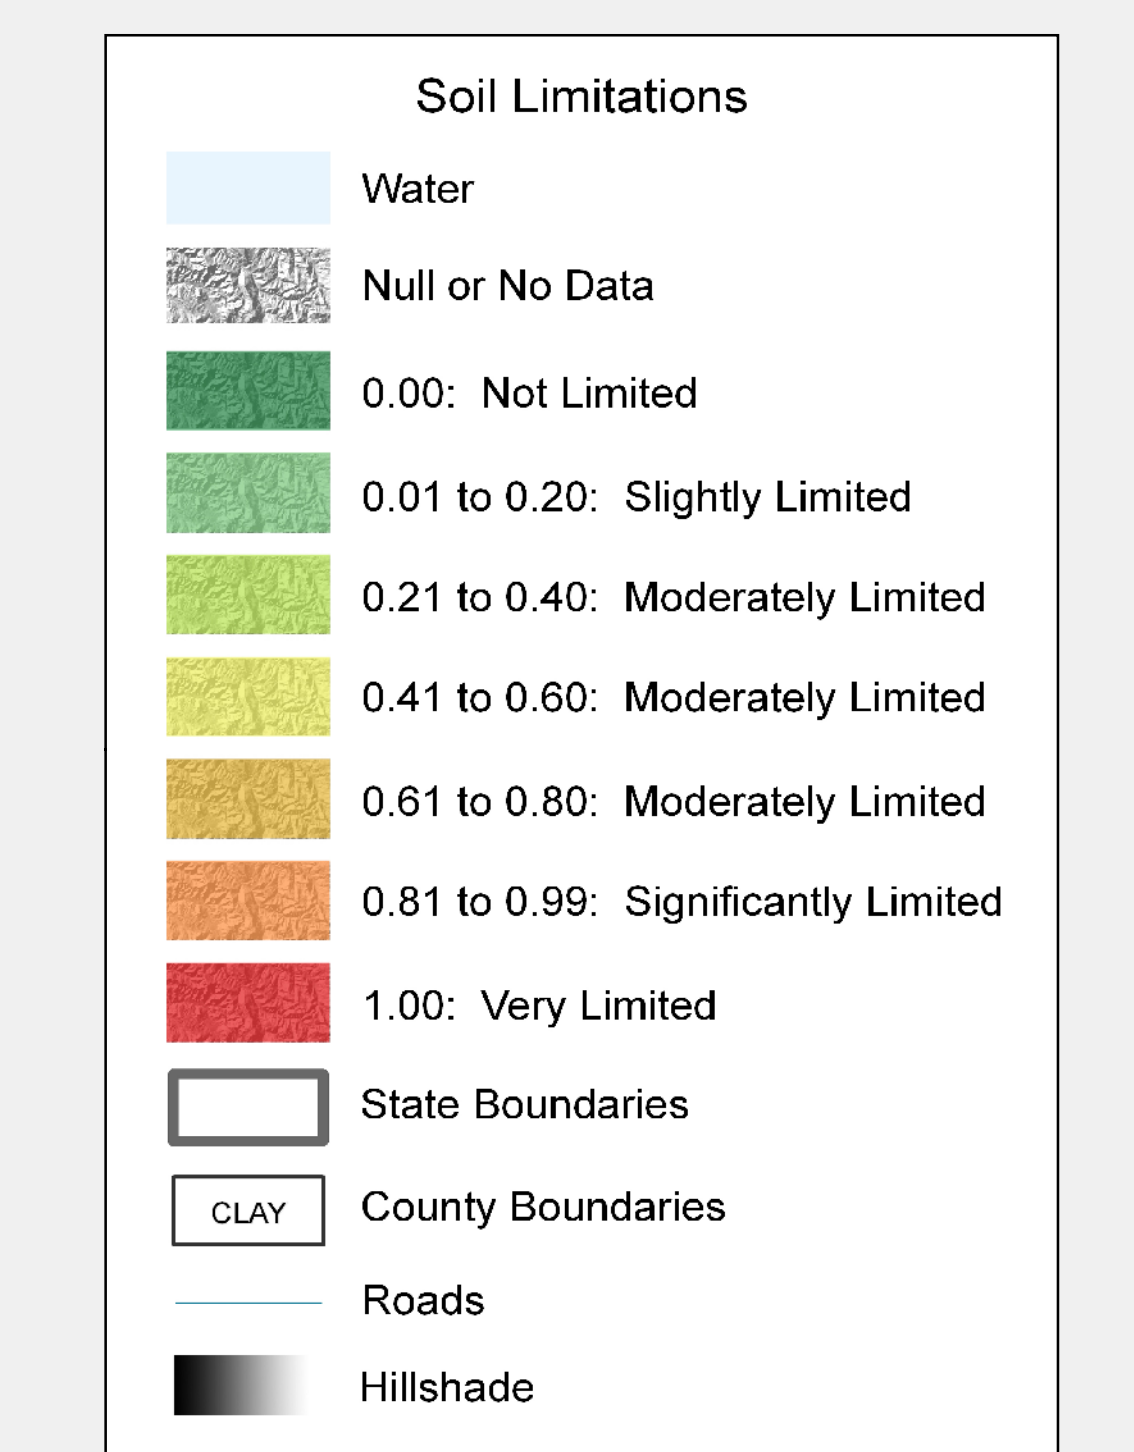 Soil Limitations
Water
Null or No Data
0.00:  Not Limited
0.01 to 0.20:  Slightly Limited
0.21 to 0.40:  Moderately Limited
0.41 to 0.60:  Moderately Limited
0.61 to 0.80:  Moderately Limited
0.81 to 0.99:  Significantly Limited
1.00:  Very Limited
State Boundaries
CLAY County Boundaries
Roads
Hillshade